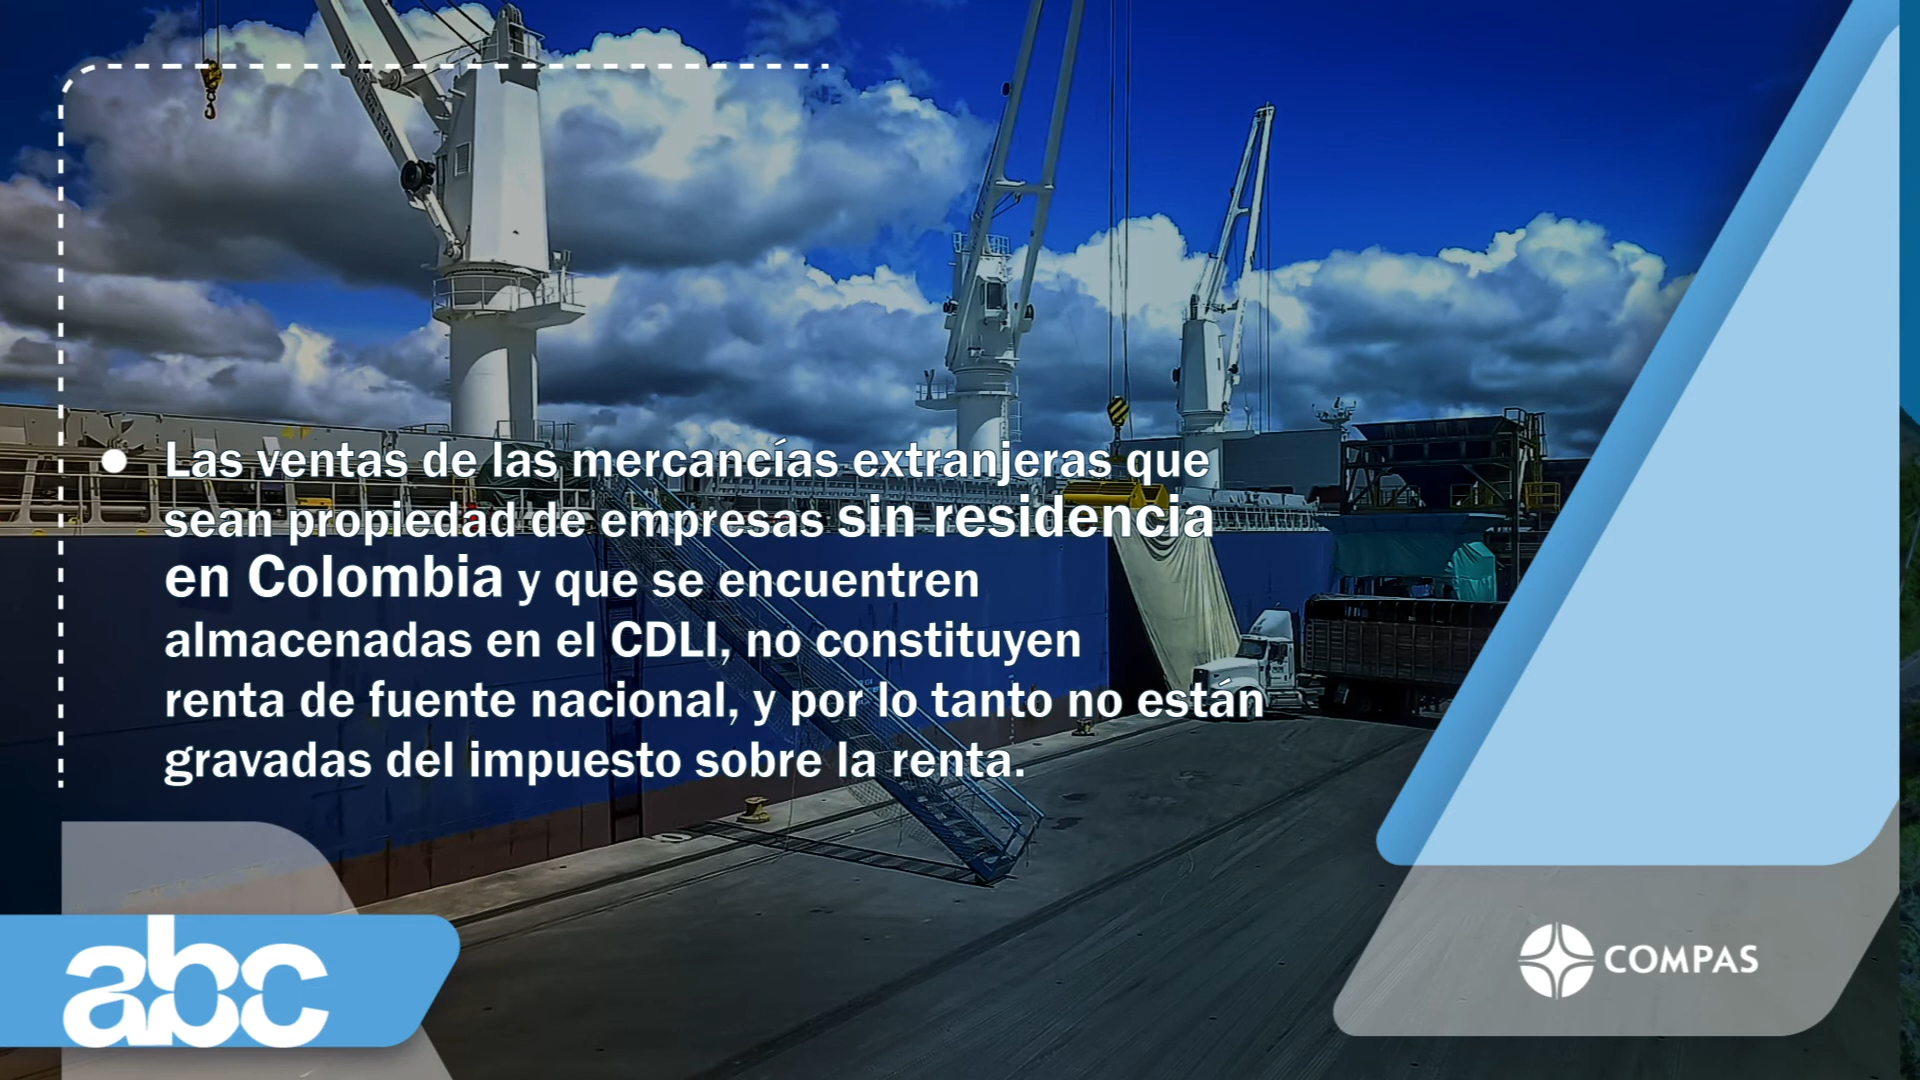 Las ventas de las mercancías extranjeras que
sean propiedad de empresas sin residencia
en Colombia y que se encuentren
almacenadas en el CDLI, no constituyen
renta de fuente nacional, y por lo tanto no están
gravadas del impuesto sobre la renta.
abc
COMPAS